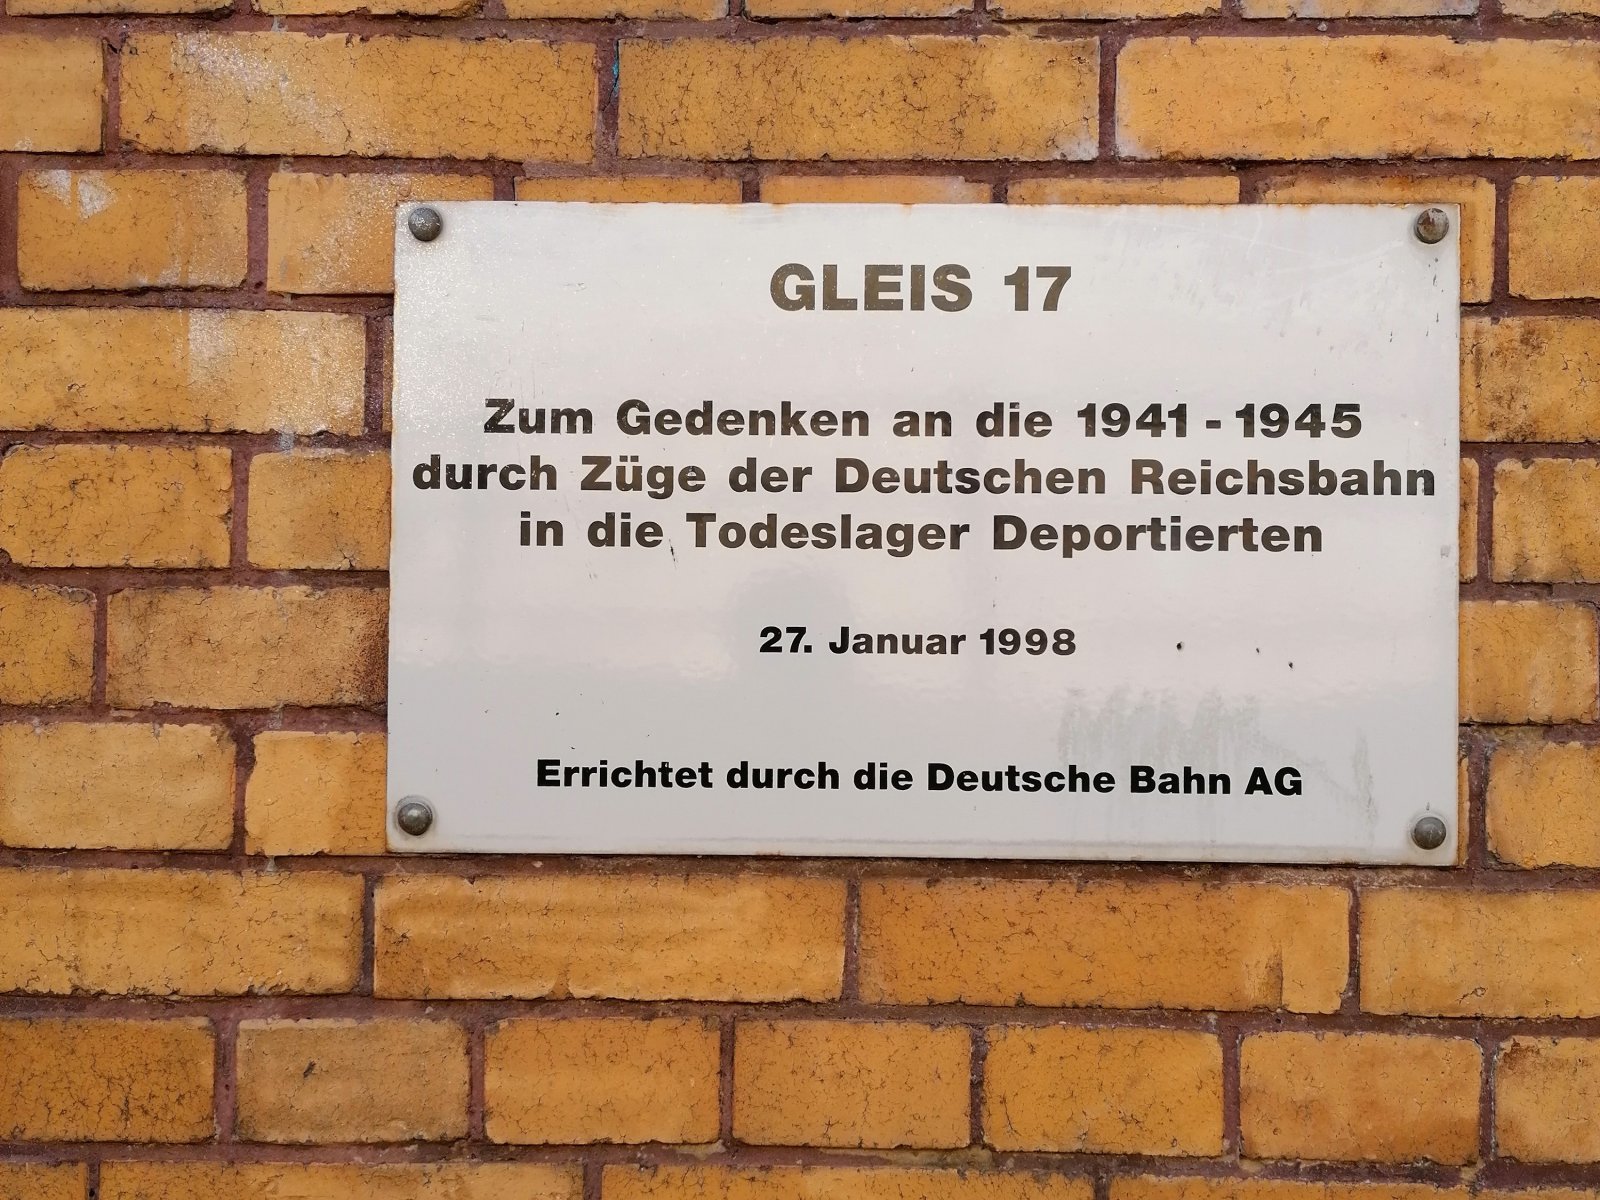 GLEIS 17
Zum Gedenken an die 1941 - 1945
durch Züge der Deutschen Reichsbahn
in die Todeslager Deportierten
27. Januar 1998
Errichtet durch die Deutsche Bahn AG